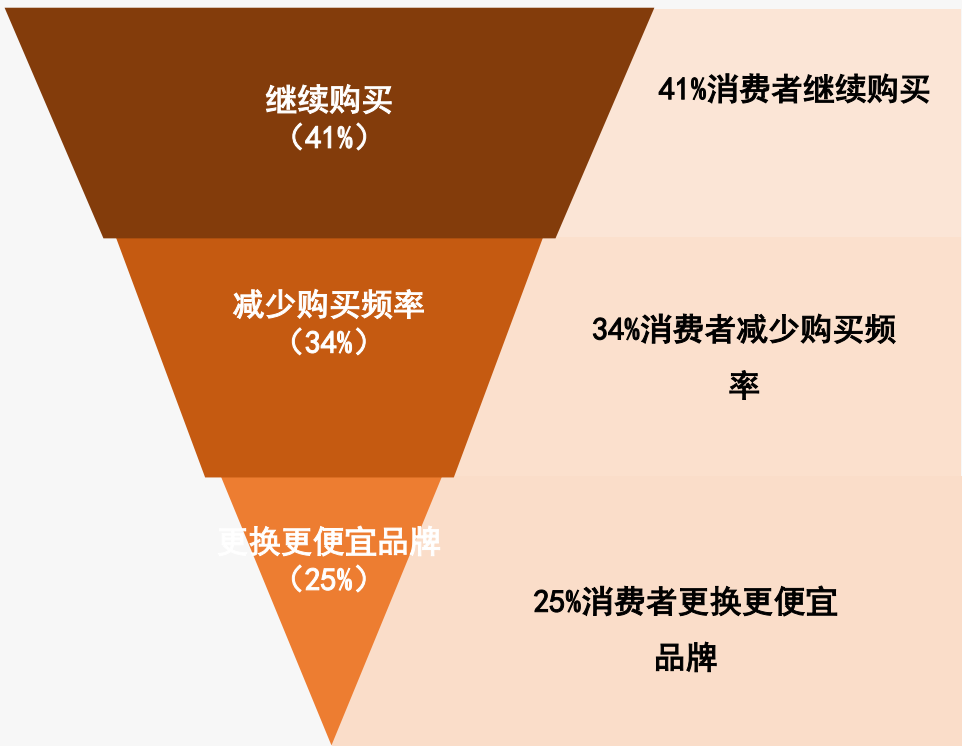 继续购买
（41%）
41%消费者继续购买
减少购买频率
（34%）
34%消费者减少购买频
率
更换更便宜品牌
（25%）
25%消费者更换更便宜
品牌